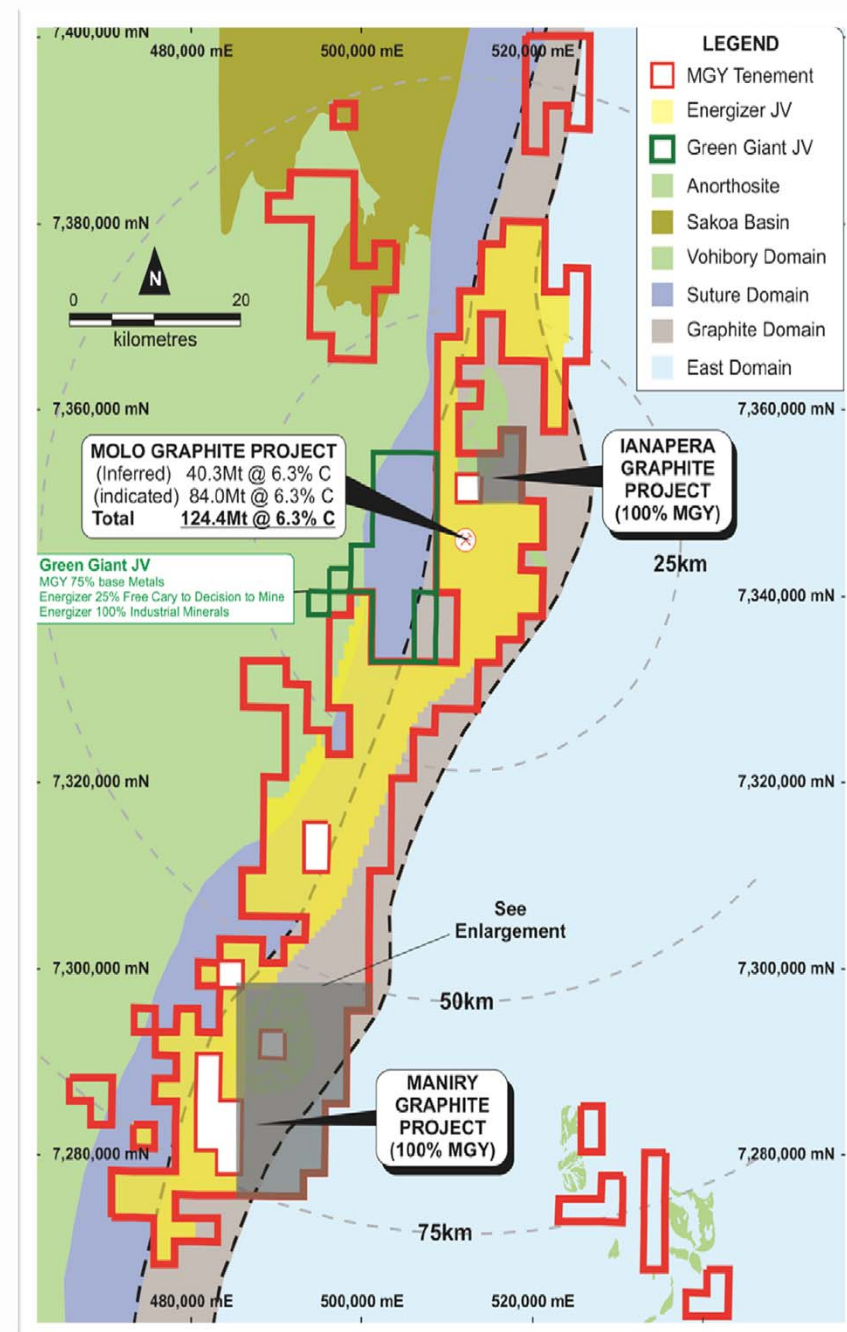 7,400,000 mN
480,000 mE
500,000 mE
520,000 mE
LEGEND
MGY Tenement
Energizer JV
Green Giant JV
Anorthosite
Sakoa Basin
Vohibory Domain
Suture Domain
Graphite Domain
East Domain
7,380,000 mN
N
0 20
kilometres
7,360,000 mN
7,360,000 mN
MOLO GRAPHITE PROJECT
(Inferred) 40.3Mt @ 6.3% C
(indicated) 84.0Mt @ 6.3% C
Total 124.4Mt @ 6.3% C
IANAPERA
GRAPHITE
PROJECT
(100% MGY)
Green Giant JV
MGY 75% base Metals
Energizer 25% Free Cary to Decision to Mine
Energizer 100% Industrial Minerals
25km
7,340,000 mN
7,320,000 mN
7,320,000 mN
See
Enlargement
7,300,000 mN
7,300,000 mN
50km
MANIRY
GRAPHITE
PROJECT
(100% MGY)
7,280,000 mN
7,280,000 mN
75km
480,000 mE
500,000 mE
520,000 mE